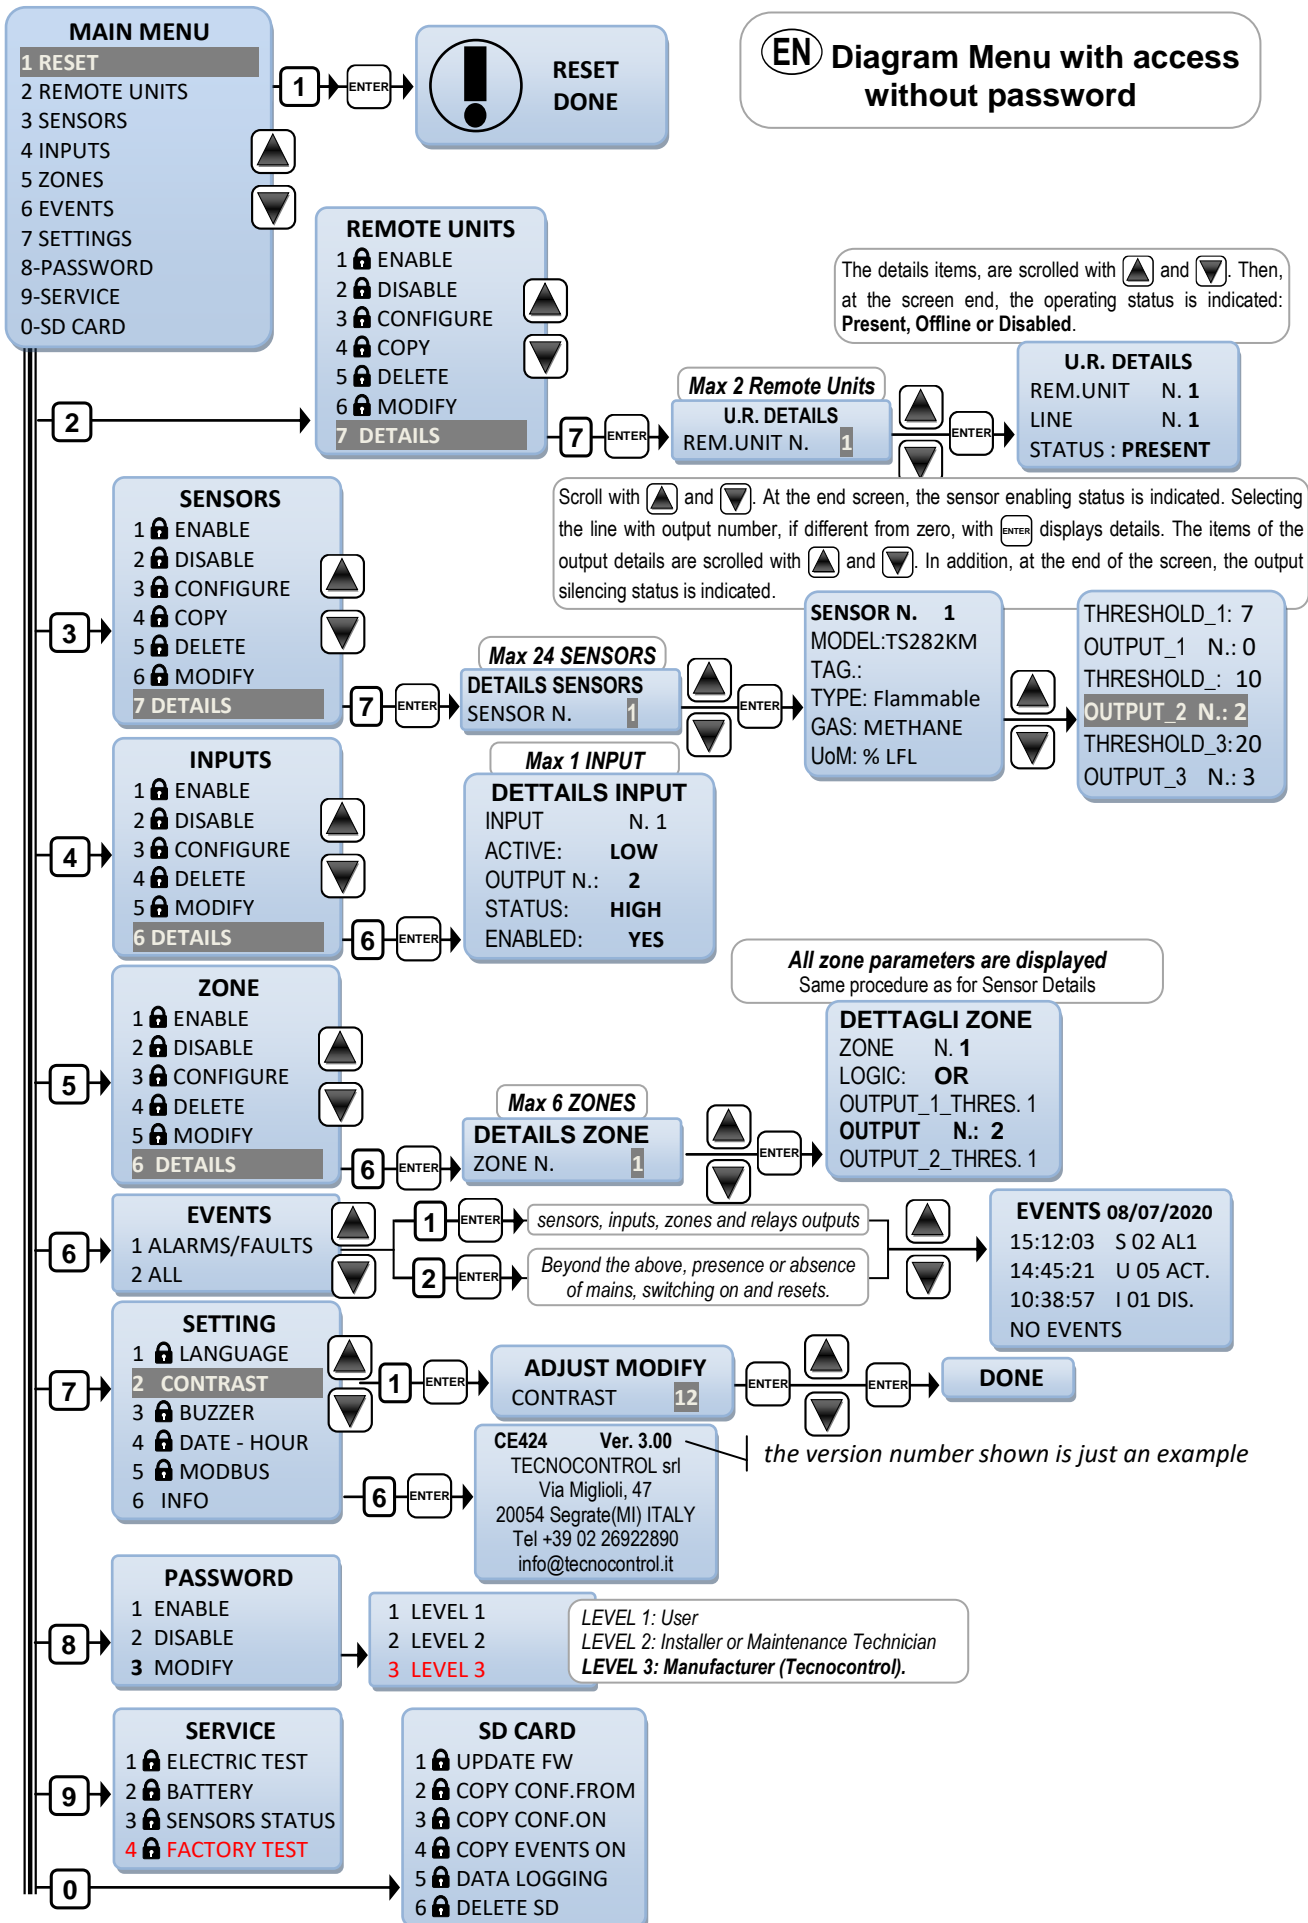 MAIN MENU
1 RESET
2 REMOTE UNITS
3 SENSORS
4 INPUTS
5 ZONES
6 EVENTS
7 SETTINGS
8-PASSWORD
9-SERVICE
0-SD CARD
1
ENTER
RESET
DONE
EN Diagram Menu with access
without password
2
REMOTE UNITS
1 ENABLE
2 DISABLE
3 CONFIGURE
4 COPY
5 DELETE
6 MODIFY
7 DETAILS
7
ENTER
Max 2 Remote Units
U.R. DETAILS
REM.UNIT N. 1
ENTER
The details items, are scrolled with and . Then,
at the screen end, the operating status is indicated:
Present, Offline or Disabled.
U.R. DETAILS
REM.UNIT N. 1
LINE N. 1
STATUS : PRESENT
3
SENSORS
1 ENABLE
2 DISABLE
3 CONFIGURE
4 COPY
5 DELETE
6 MODIFY
7 DETAILS
7
ENTER
Scroll with and . At the end screen, the sensor enabling status is indicated. Selecting
the line with output number, if different from zero, with ENTER displays details. The items of the
output details are scrolled with and . In addition, at the end of the screen, the output
silencing status is indicated.
Max 24 SENSORS
DETAILS SENSORS
SENSOR N. 1
ENTER
SENSOR N. 1
MODEL:TS282KM
TAG.:
TYPE: Flammable
GAS: METHANE
UoM: % LFL
THRESHOLD_1: 7
OUTPUT_1 N.: 0
THRESHOLD_: 10
OUTPUT_2 N.: 2
THRESHOLD_3:20
OUTPUT_3 N.: 3
4
INPUTS
1 ENABLE
2 DISABLE
3 CONFIGURE
4 DELETE
5 MODIFY
6 DETAILS
6
ENTER
Max 1 INPUT
DETTAILS INPUT
INPUT N. 1
ACTIVE: LOW
OUTPUT N.: 2
STATUS: HIGH
ENABLED: YES
5
ZONE
1 ENABLE
2 DISABLE
3 CONFIGURE
4 DELETE
5 MODIFY
6 DETAILS
6
ENTER
Max 6 ZONES
DETAILS ZONE
ZONE N. 1
ENTER
All zone parameters are displayed
Same procedure as for Sensor Details
DETTAGLI ZONE
ZONE N. 1
LOGIC: OR
OUTPUT_1_THRES. 1
OUTPUT N.: 2
OUTPUT_2_THRES. 1
6
EVENTS
1 ALARMS/FAULTS
2 ALL
1
ENTER
sensors, inputs, zones and relays outputs
2
ENTER
Beyond the above, presence or absence
of mains, switching on and resets.
EVENTS 08/07/2020
15:12:03 S 02 AL1
14:45:21 U 05 ACT.
10:38:57 I 01 DIS.
NO EVENTS
7
SETTING
1 LANGUAGE
2 CONTRAST
3 BUZZER
4 DATE - HOUR
5 MODBUS
6 INFO
1
ENTER
ADJUST MODIFY
CONTRAST 12
ENTER
ENTER
DONE
6
ENTER
CE424 Ver. 3.00
TECNOCONTROL srl
Via Miglioli, 47
20054 Segrate(MI) ITALY
Tel +39 02 26922890
info@tecnocontrol.it
the version number shown is just an example
8
PASSWORD
1 ENABLE
2 DISABLE
3 MODIFY
1 LEVEL 1
2 LEVEL 2
3 LEVEL 3
LEVEL 1: User
LEVEL 2: Installer or Maintenance Technician
LEVEL 3: Manufacturer (Tecnocontrol).
9
SERVICE
1 ELECTRIC TEST
2 BATTERY
3 SENSORS STATUS
4 FACTORY TEST
0
SD CARD
1 UPDATE FW
2 COPY CONF.FROM
3 COPY CONF.ON
4 COPY EVENTS ON
5 DATA LOGGING
6 DELETE SD